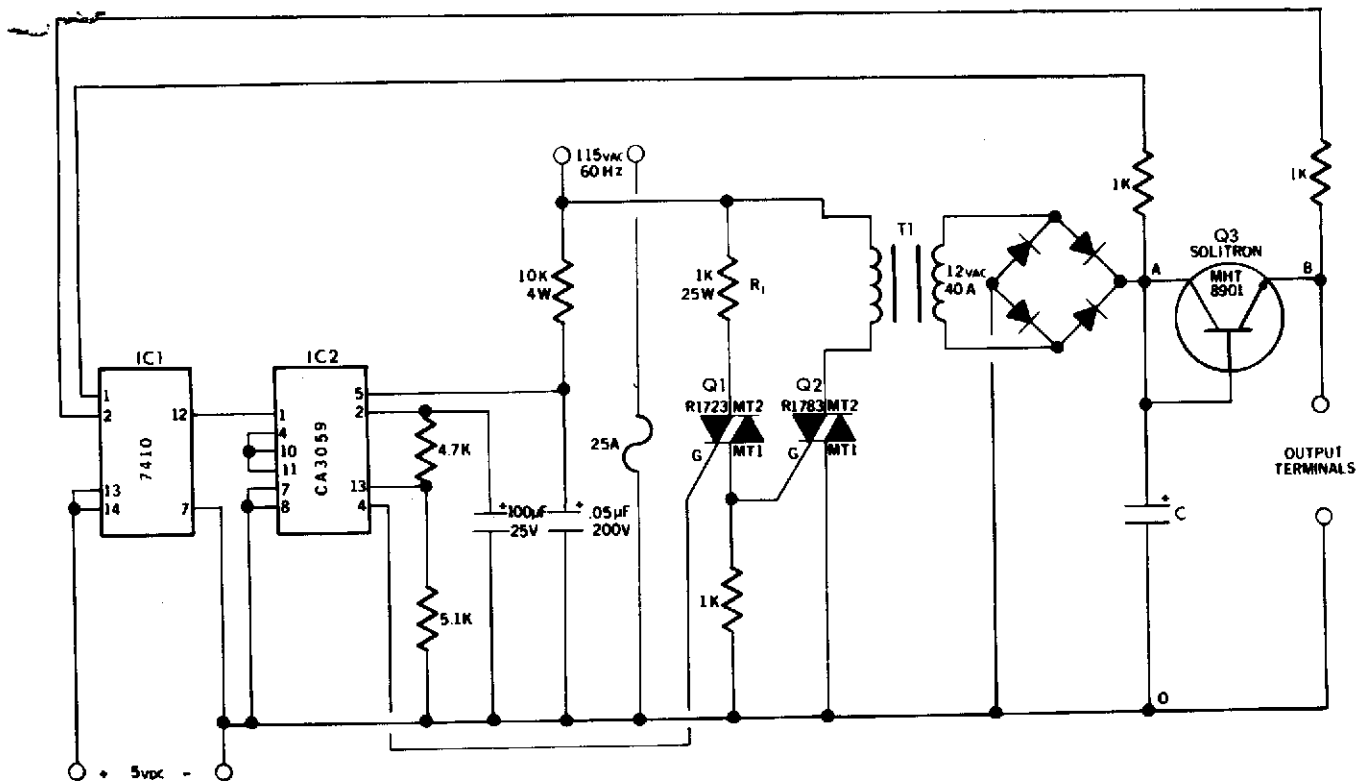 115VAC
60 Hz
1K
1K
Q3
SOLITRON
MHT
8901
A
B
T1
12VAC
40 A
10K
4W
1K
25W
R1
IC1
IC2
1
2
12
13
14
7
7410
1
4
10
11
7
8
5
2
13
4
CA3059
4.7K
5.1K
100µF
25V
.05µF
200V
25A
Q1
R1723
MT2
MT1
G
Q2
R1783
MT2
MT1
G
1K
+
+
+
C
OUTPUT
TERMINALS
O
+ 5VDC -